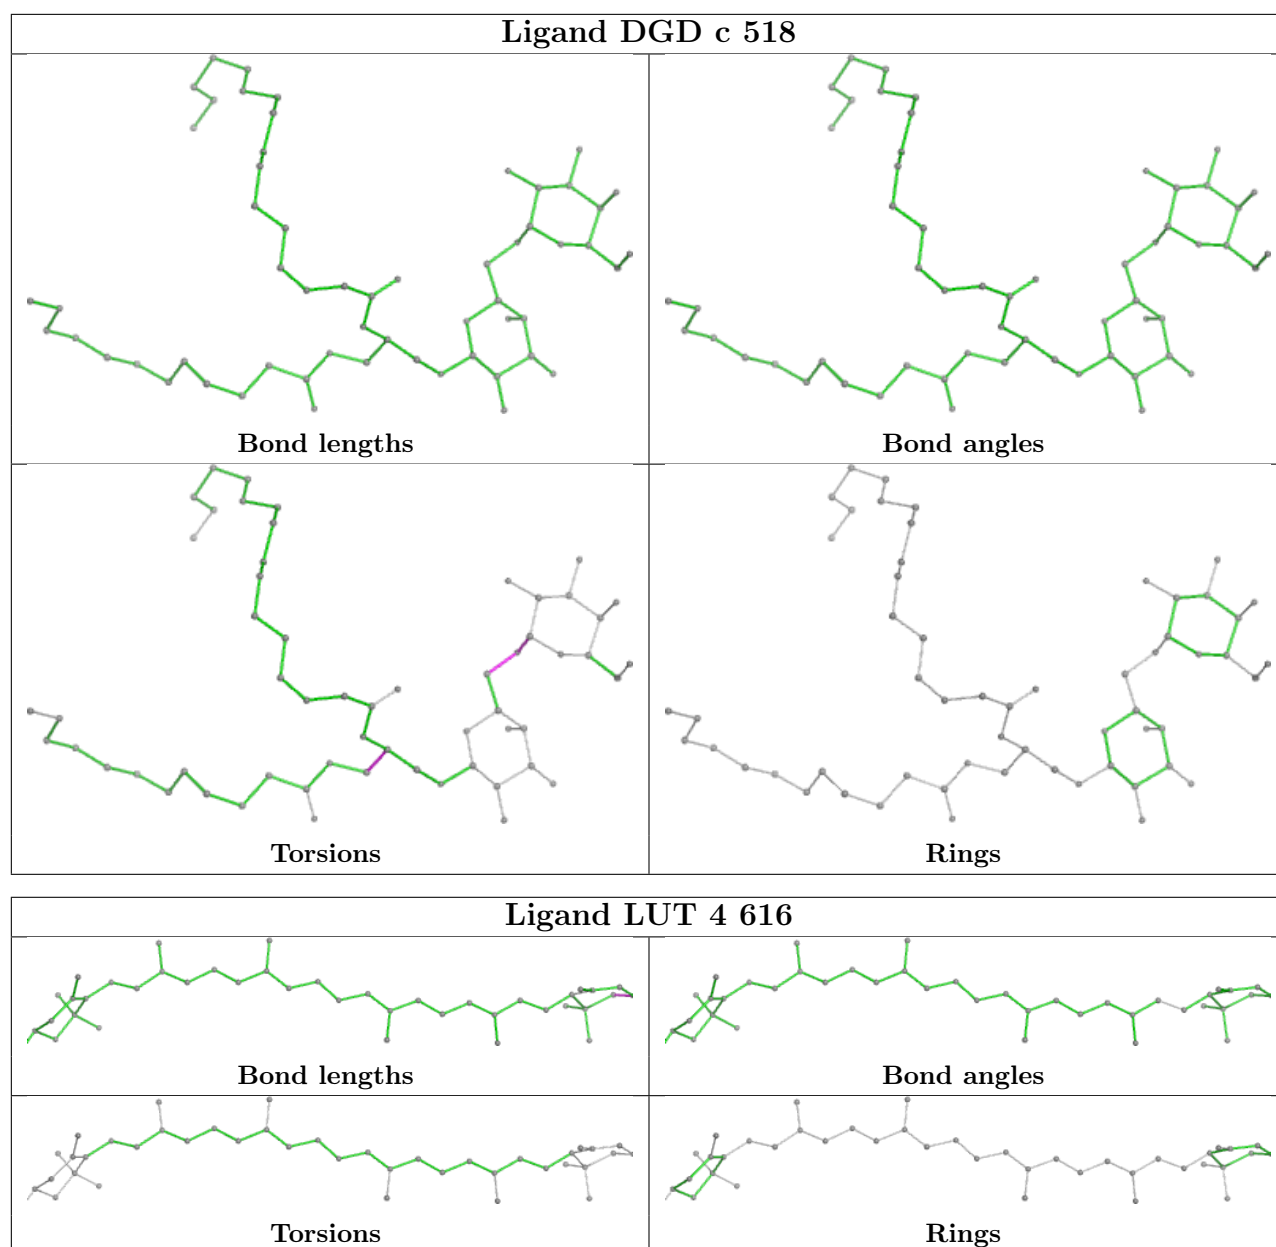 Ligand DGD c 518
Bond lengths
Bond angles
Torsions
Rings
Ligand LUT 4 616
Bond lengths
Bond angles
Torsions
Rings